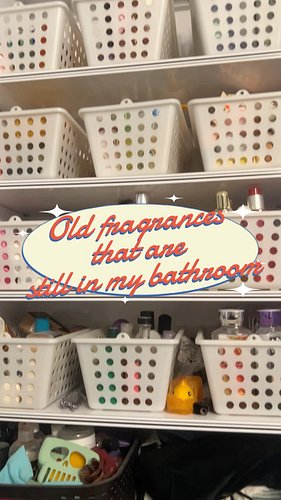 Old fragrances
that are
still in my bathroom